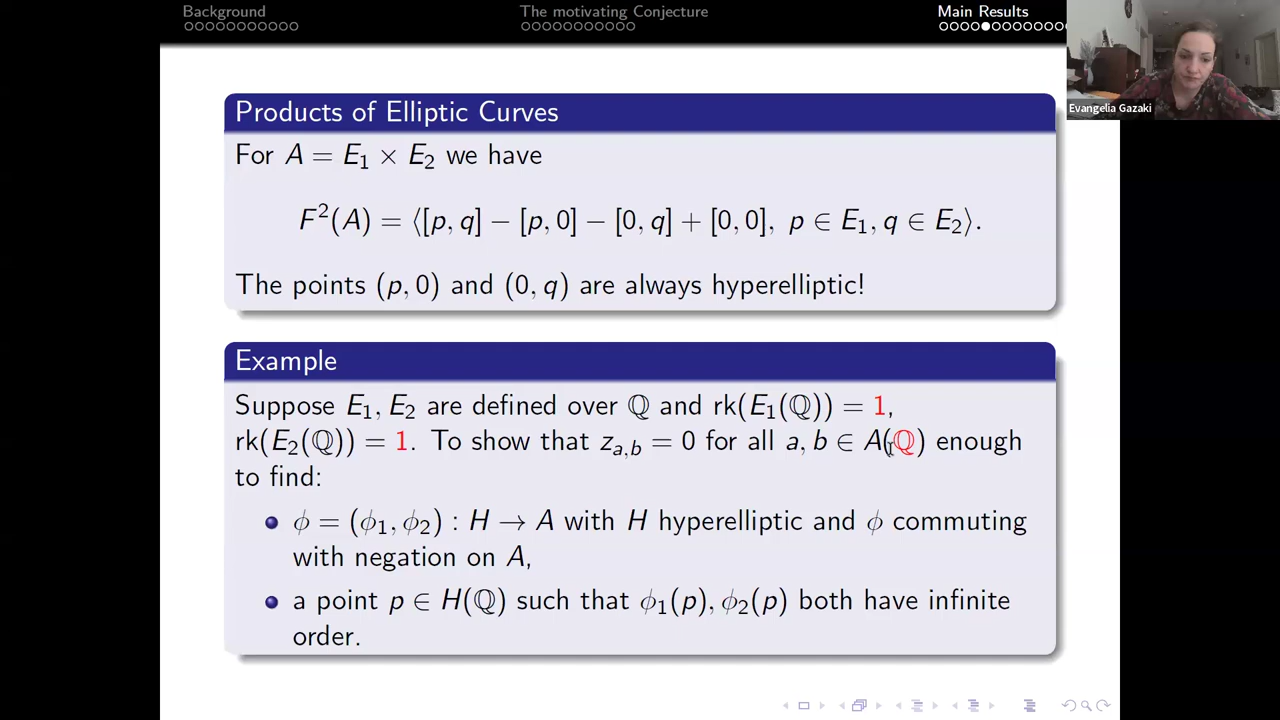 Background
The motivating Conjecture
Main Results
Evangelia Gazaki
Products of Elliptic Curves
For A = E₁ × E₂ we have
F²(A) = ⟨[p, q] − [p, 0] − [0, q] + [0, 0], p ∈ E₁, q ∈ E₂⟩.
The points (p, 0) and (0, q) are always hyperelliptic!
Example
Suppose E₁, E₂ are defined over ℚ and rk(E₁(ℚ)) = 1,
rk(E₂(ℚ)) = 1. To show that z_{a,b} = 0 for all a, b ∈ A(ℚ) enough
to find:
ϕ = (ϕ₁, ϕ₂) : H → A with H hyperelliptic and ϕ commuting
with negation on A,
a point p ∈ H(ℚ) such that ϕ₁(p), ϕ₂(p) both have infinite
order.